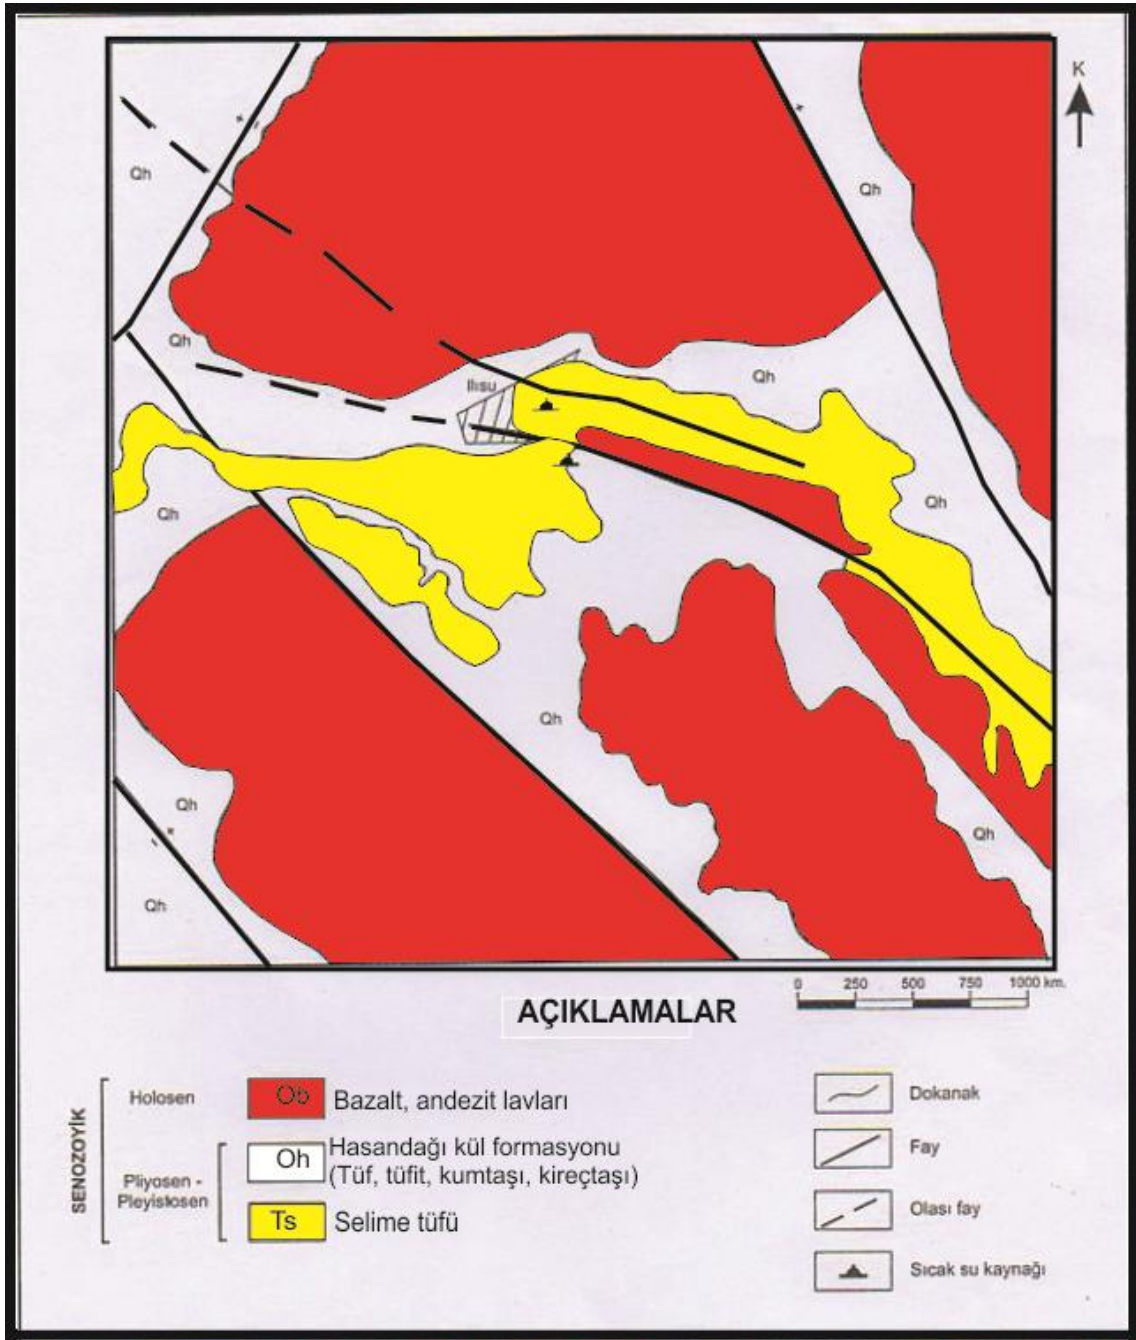 K
Qh
Qh
Qh
Ilısu
Qh
Qh
Qh
Qh
Qh
Qh
Qh
0 250 500 750 1000 km.
AÇIKLAMALAR
SENOZOYİK
Holosen
Ob Bazalt, andezit lavları
Pliyosen -
Pleyistosen
Oh Hasandağı kül formasyonu
(Tüf, tüfit, kumtaşı, kireçtaşı)
Ts Selime tüfü
Dokanak
Fay
Olası fay
Sıcak su kaynağı